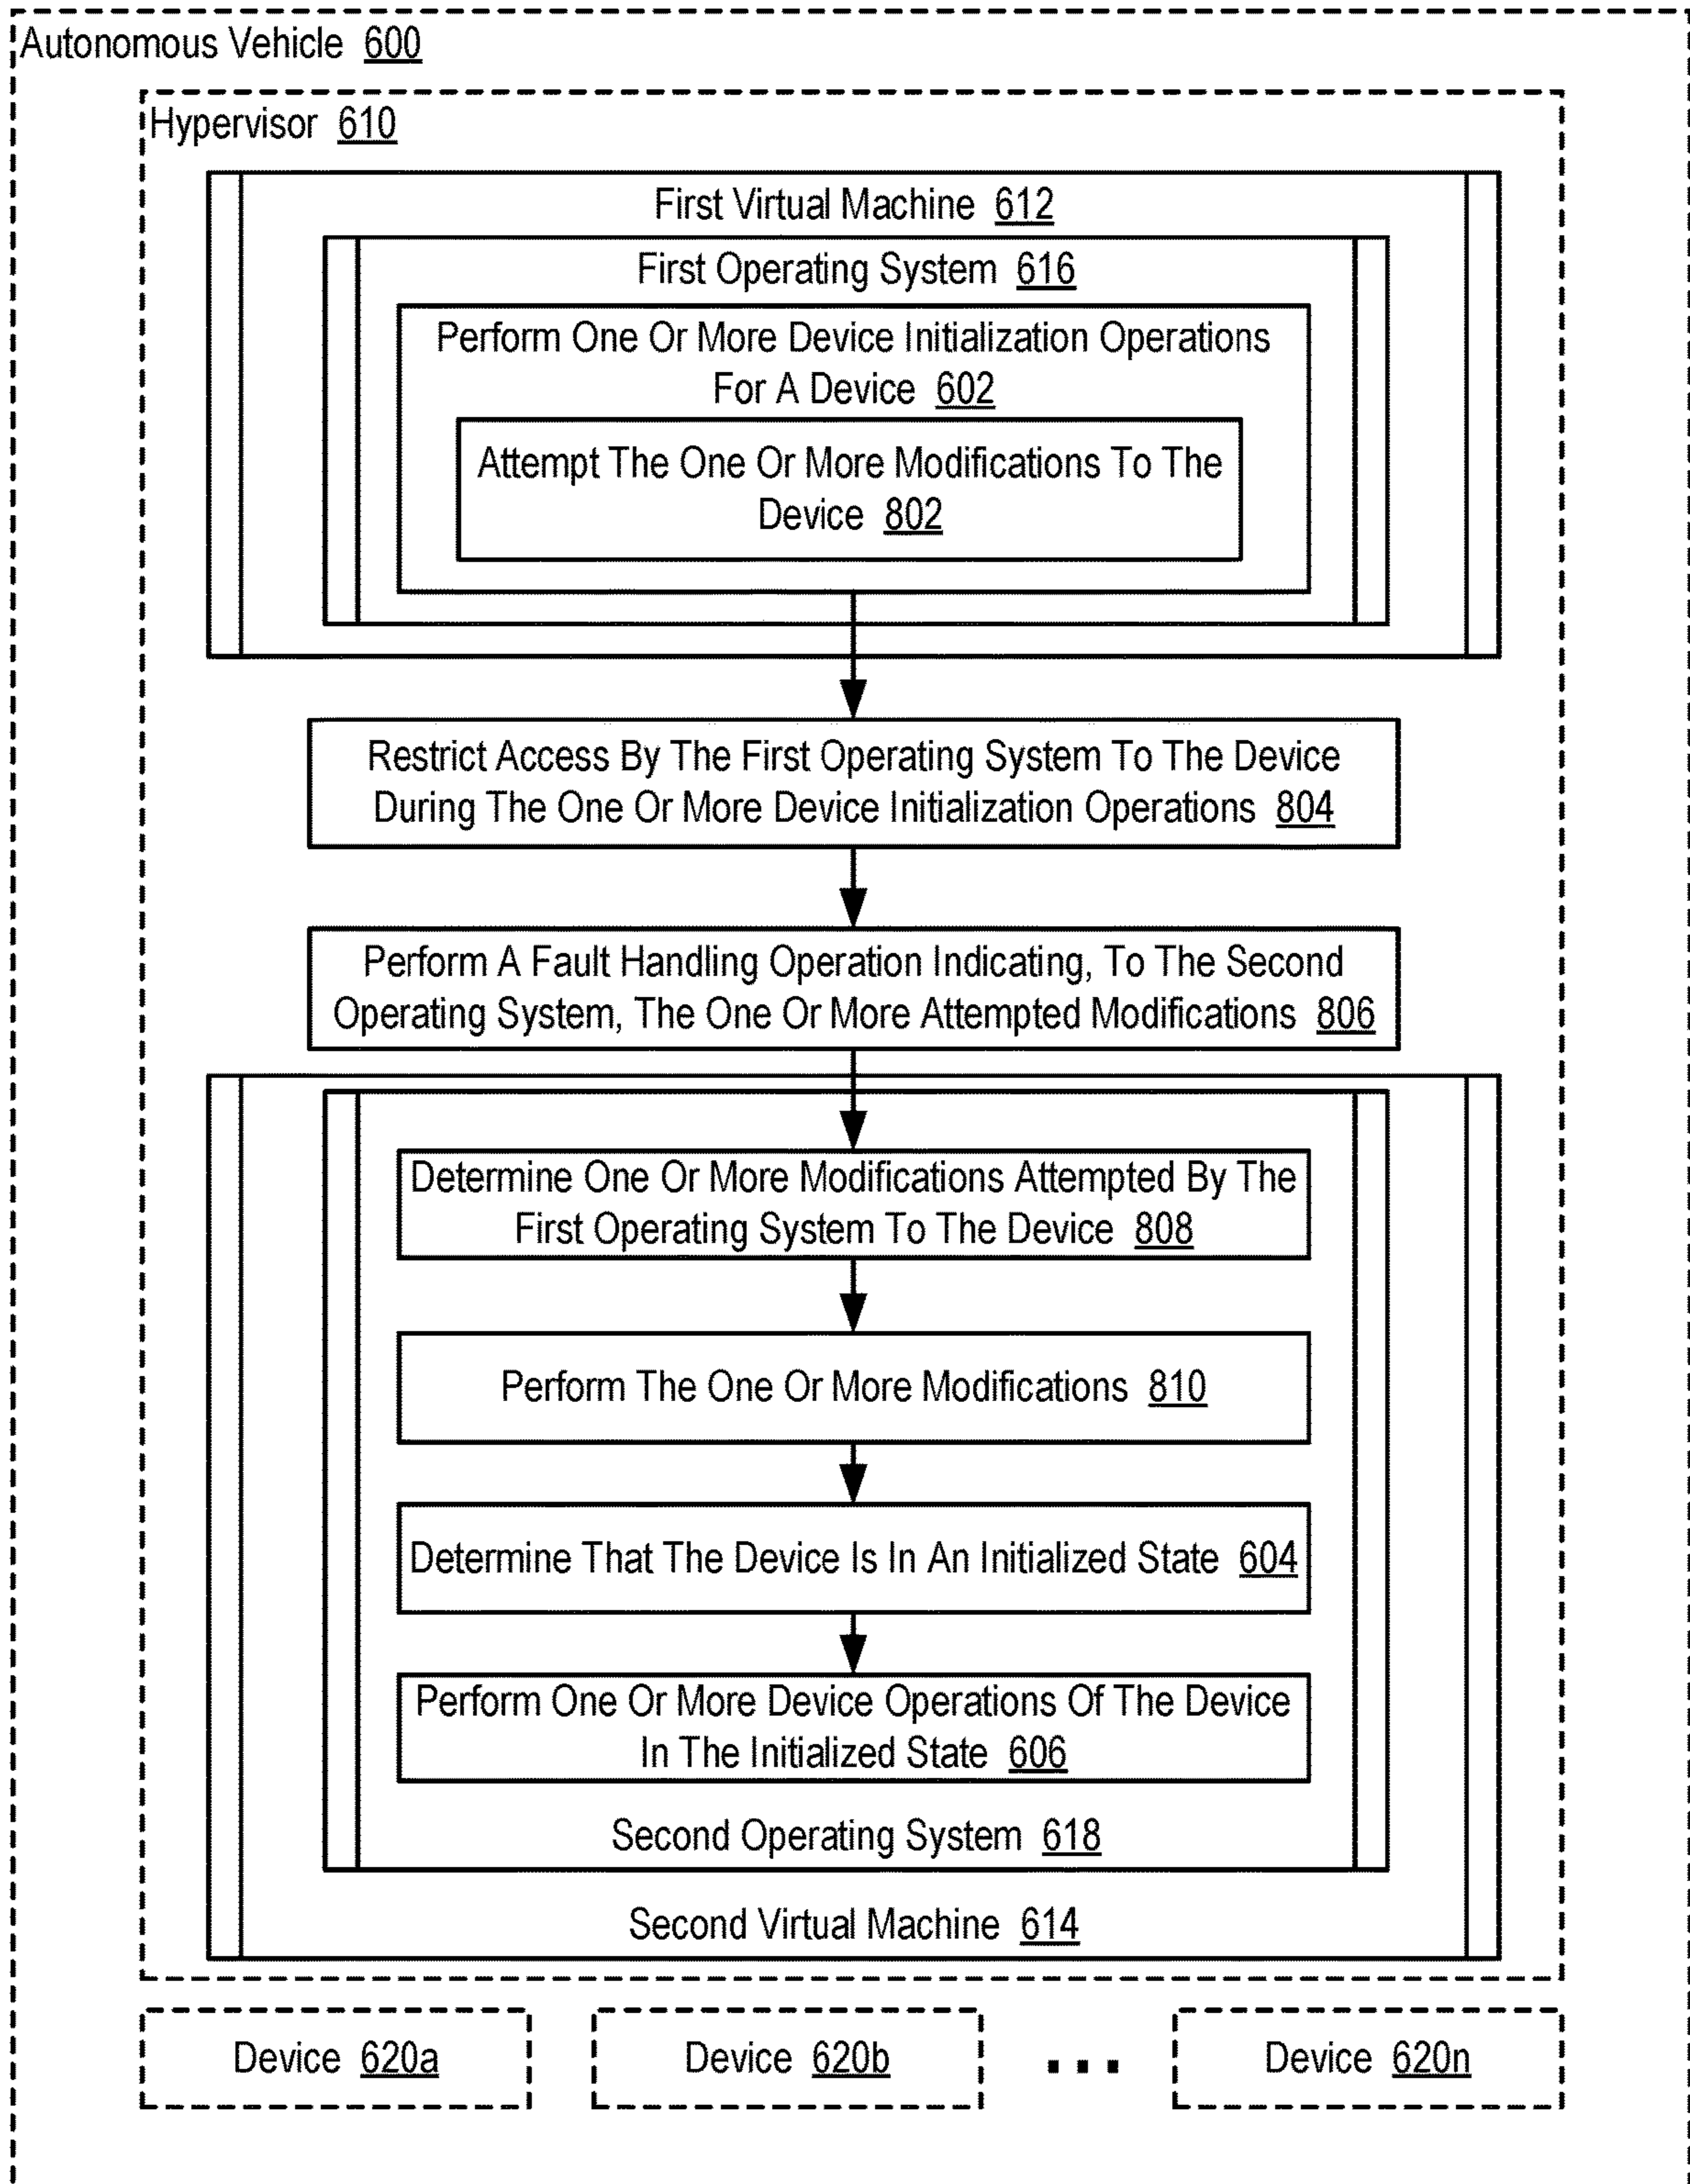 Autonomous Vehicle 600
Hypervisor 610
First Virtual Machine 612
First Operating System 616
Perform One Or More Device Initialization Operations
For A Device 602
Attempt The One Or More Modifications To The
Device 802
Restrict Access By The First Operating System To The Device
During The One Or More Device Initialization Operations 804
Perform A Fault Handling Operation Indicating, To The Second
Operating System, The One Or More Attempted Modifications 806
Determine One Or More Modifications Attempted By The
First Operating System To The Device 808
Perform The One Or More Modifications 810
Determine That The Device Is In An Initialized State 604
Perform One Or More Device Operations Of The Device
In The Initialized State 606
Second Operating System 618
Second Virtual Machine 614
Device 620a
Device 620b
...
Device 620n